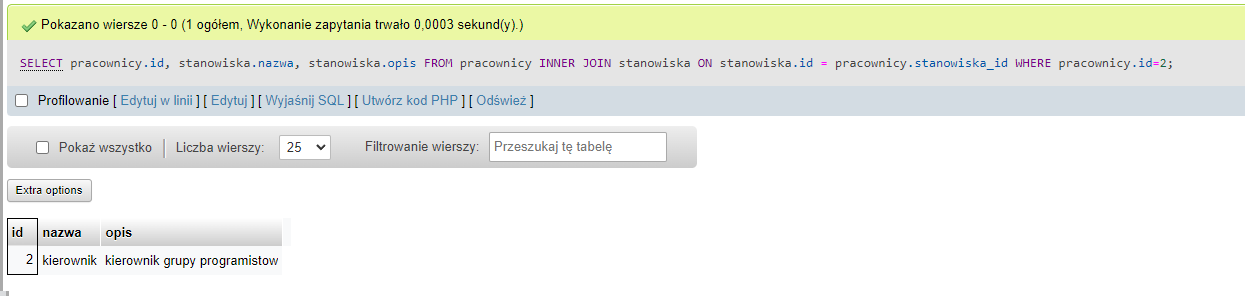 Pokazano wiersze 0 - 0 (1 ogółem, Wykonanie zapytania trwało 0,0003 sekund(y).)
SELECT pracownicy.id, stanowiska.nazwa, stanowiska.opis FROM pracownicy INNER JOIN stanowiska ON stanowiska.id = pracownicy.stanowiska_id WHERE pracownicy.id=2;
Profilowanie [ Edytuj w linii ] [ Edytuj ] [ Wyjaśnij SQL ] [ Utwórz kod PHP ] [ Odśwież ]
Pokaż wszystko | Liczba wierszy: 25 Filtrowanie wierszy: Przeszukaj tę tabelę
Extra options
id nazwa opis
2 kierownik kierownik grupy programistow